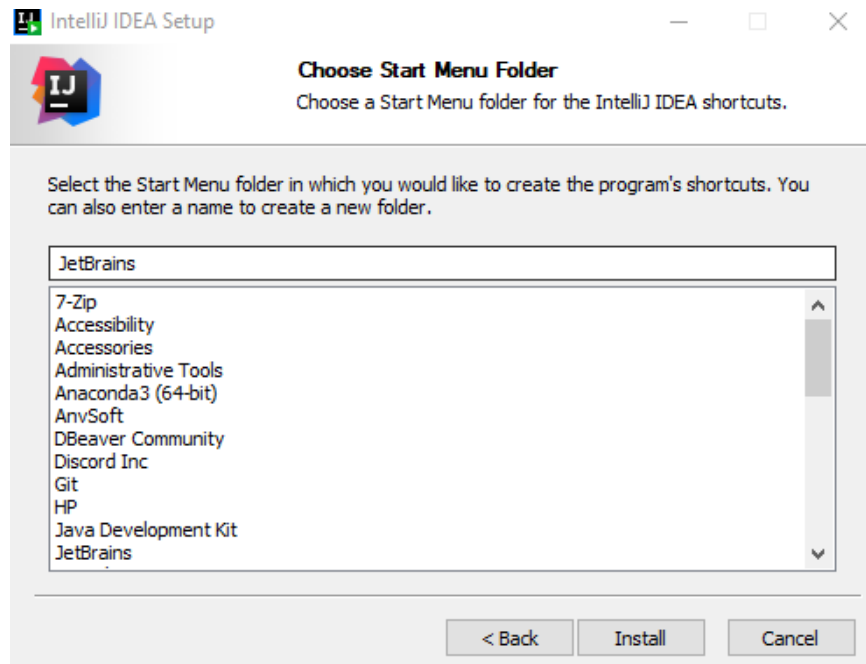 IntelliJ IDEA Setup
IJ
Choose Start Menu Folder
Choose a Start Menu folder for the IntelliJ IDEA shortcuts.
Select the Start Menu folder in which you would like to create the program's shortcuts. You
can also enter a name to create a new folder.
JetBrains
7-Zip
Accessibility
Accessories
Administrative Tools
Anaconda3 (64-bit)
AnvSoft
DBeaver Community
Discord Inc
Git
HP
Java Development Kit
JetBrains
< Back
Install
Cancel